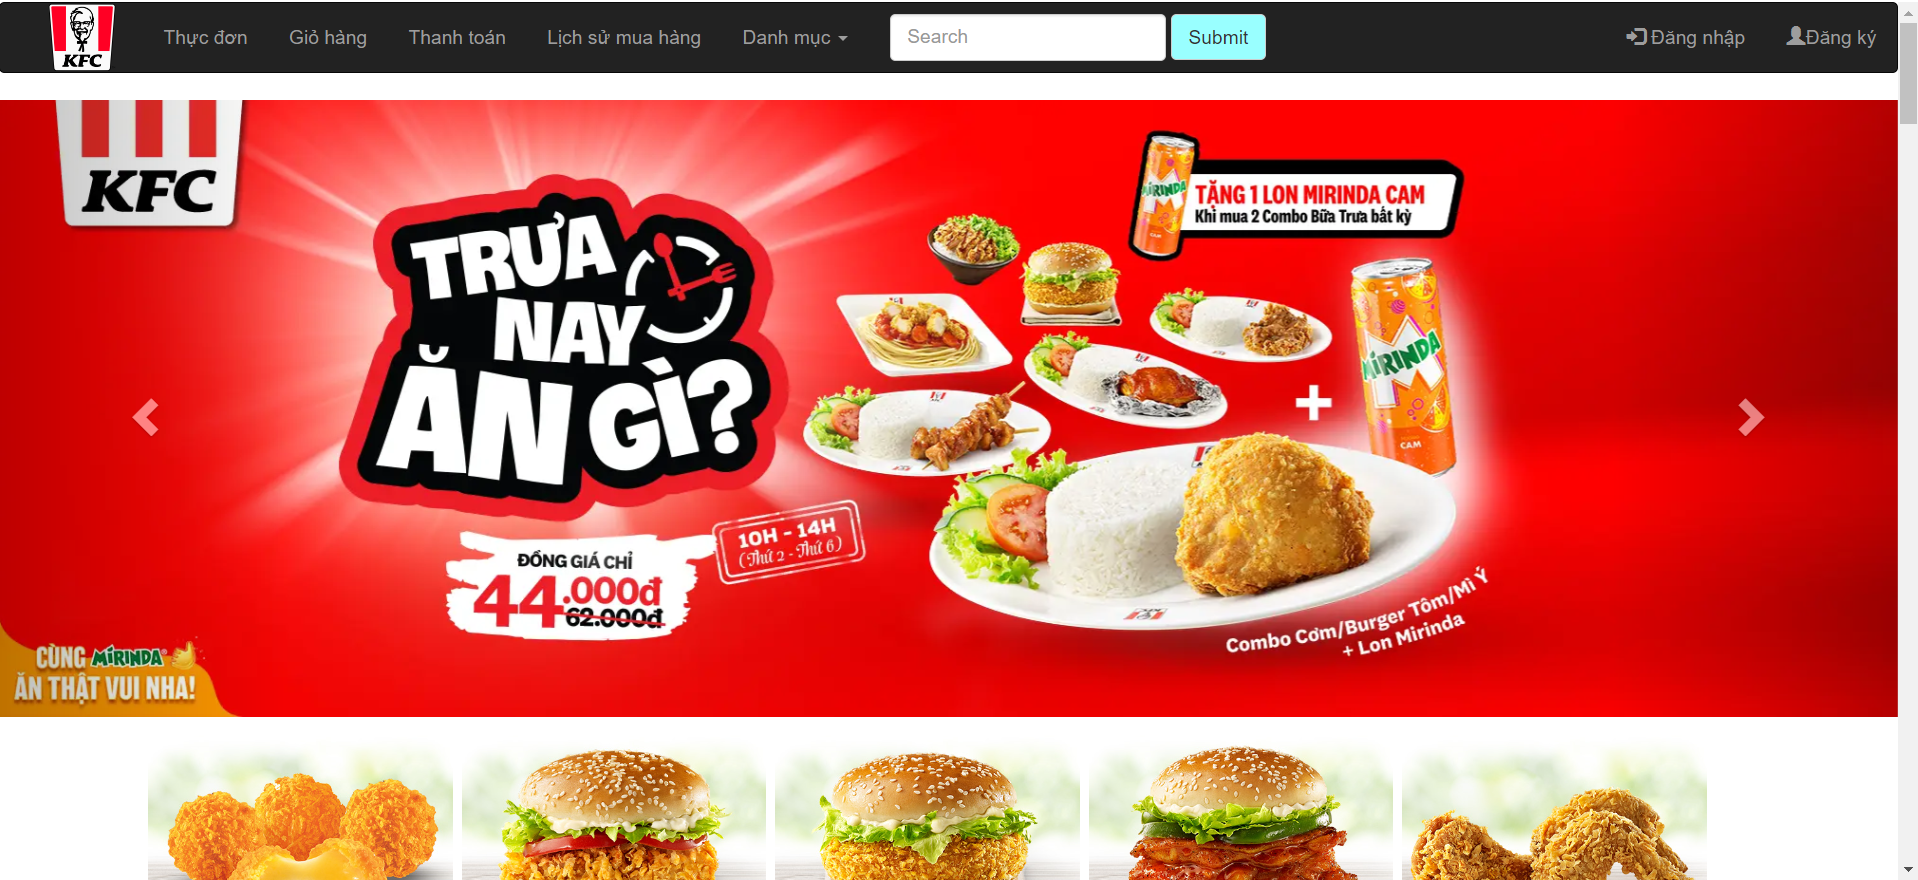 KFC
Thực đơn
Giỏ hàng
Thanh toán
Lịch sử mua hàng
Danh mục
Search
Submit
Đăng nhập
Đăng ký
KFC
TRƯA
NAY
ĂN GÌ?
ĐỒNG GIÁ CHỈ
44.000đ
62.000đ
10H - 14H
(Thứ 2 - Thứ 6)
MIRINDA
TẶNG 1 LON MIRINDA CAM
Khi mua 2 Combo Bữa Trưa bất kỳ
+
MIRINDA
CAM
Combo Cơm/Burger Tôm/Mì Ý
+ Lon Mirinda
CÙNG MIRINDA
ĂN THẬT VUI NHA!